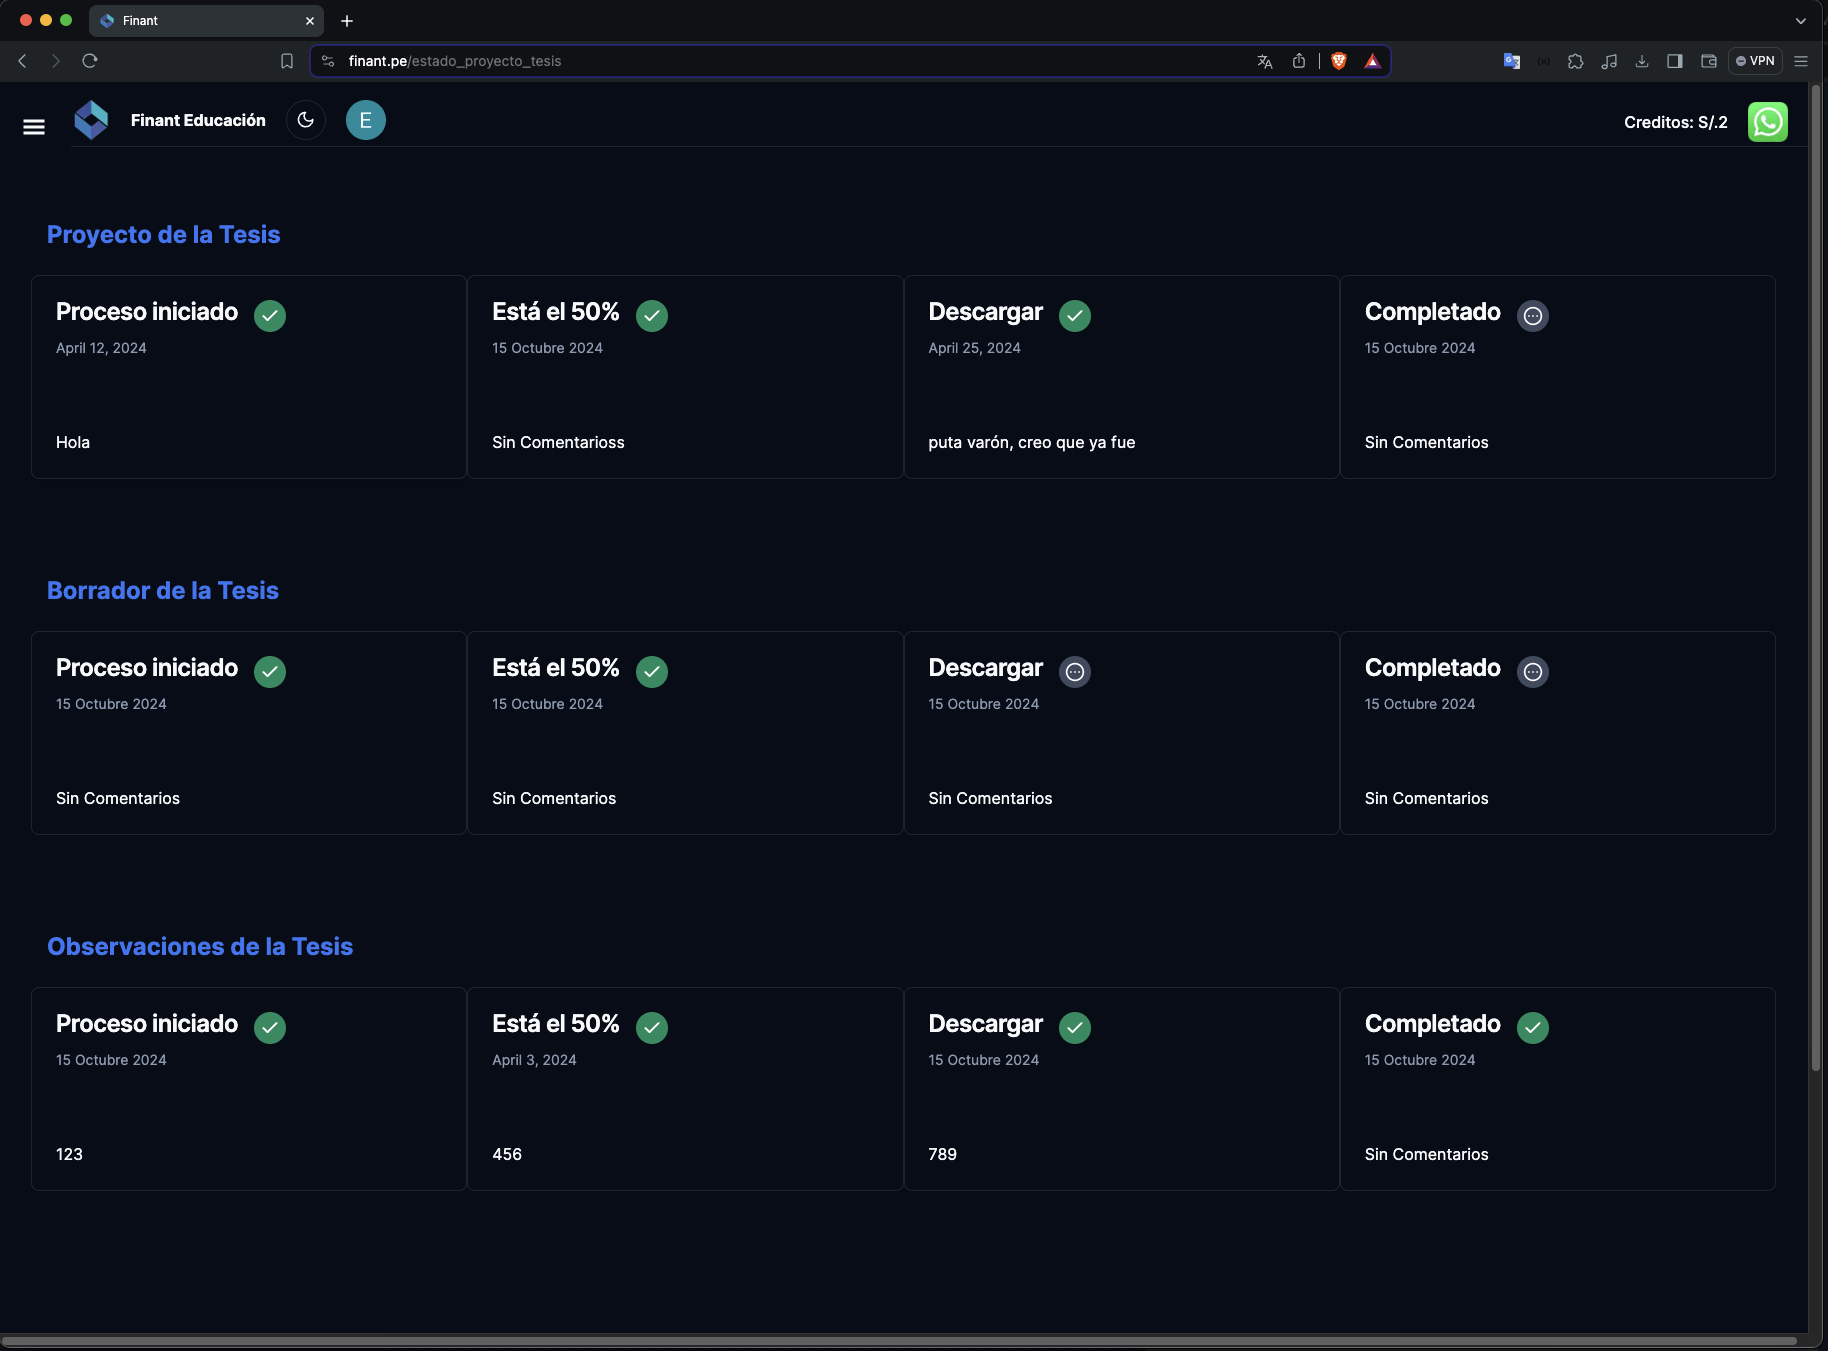 Finant
finant.pe/estado_proyecto_tesis
VPN
Finant Educación
E
Creditos: S/.2
Proyecto de la Tesis
Proceso iniciado
April 12, 2024
Hola
Está el 50%
15 Octubre 2024
Sin Comentarioss
Descargar
April 25, 2024
puta varón, creo que ya fue
Completado
15 Octubre 2024
Sin Comentarios
Borrador de la Tesis
Proceso iniciado
15 Octubre 2024
Sin Comentarios
Está el 50%
15 Octubre 2024
Sin Comentarios
Descargar
15 Octubre 2024
Sin Comentarios
Completado
15 Octubre 2024
Sin Comentarios
Observaciones de la Tesis
Proceso iniciado
15 Octubre 2024
123
Está el 50%
April 3, 2024
456
Descargar
15 Octubre 2024
789
Completado
15 Octubre 2024
Sin Comentarios